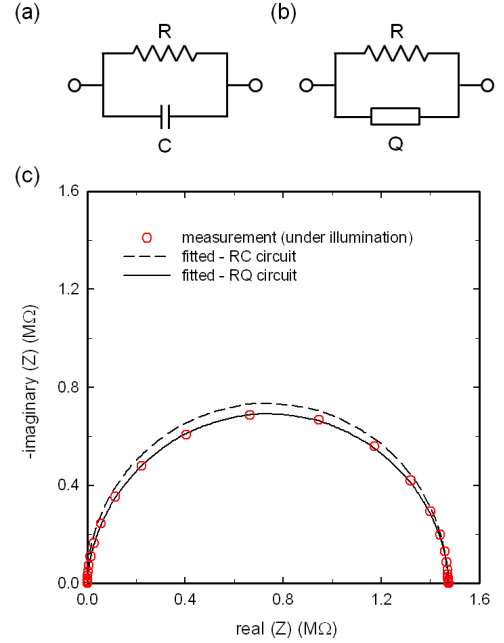 (a) (b)
R R
C Q
(c)
1.6
1.2
0.8
0.4
0.0
-imaginary (Z) (MΩ)
measurement (under illumination)
fitted - RC circuit
fitted - RQ circuit
0.0 0.4 0.8 1.2 1.6
real (Z) (MΩ)